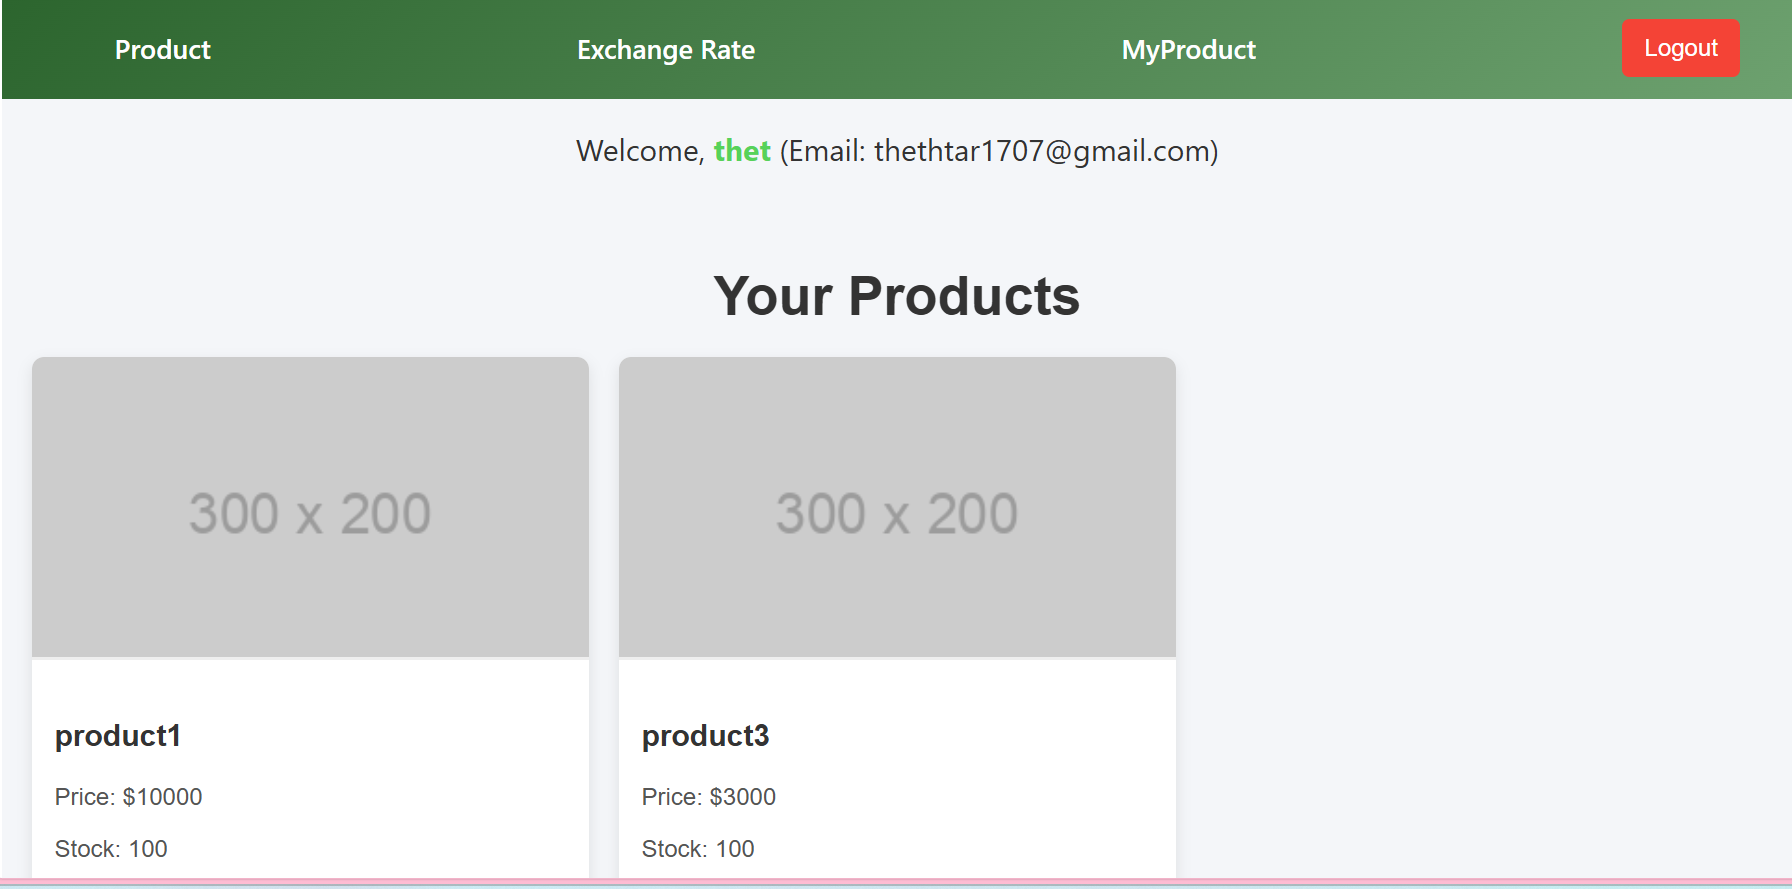 Product Exchange Rate MyProduct Logout
Welcome, thet (Email: thethtar1707@gmail.com)
Your Products
300 x 200
product1
Price: $10000
Stock: 100
300 x 200
product3
Price: $3000
Stock: 100